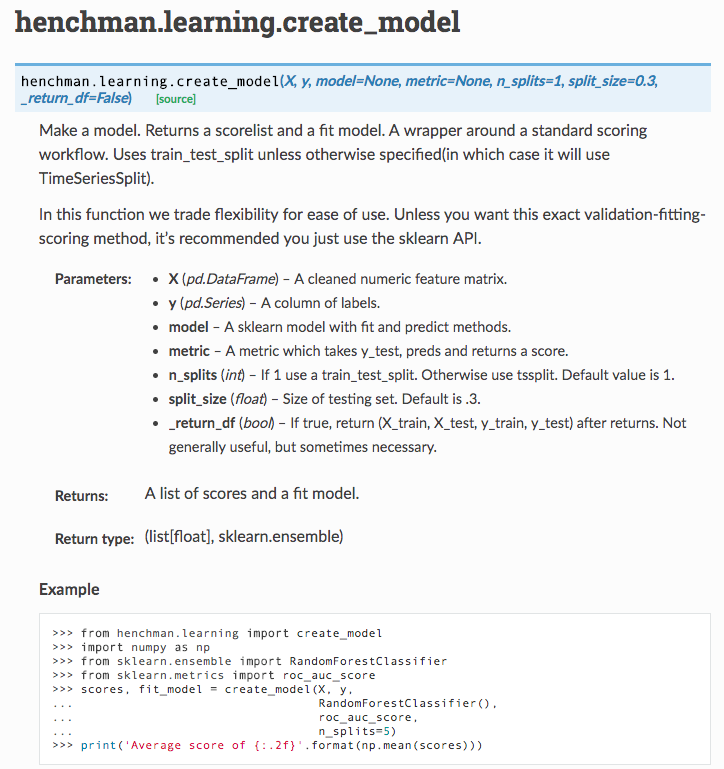 henchman.learning.create_model
henchman.learning.create_model(X, y, model=None, metric=None, n_splits=1, split_size=0.3,
_return_df=False) [source]
Make a model. Returns a scorelist and a fit model. A wrapper around a standard scoring
workflow. Uses train_test_split unless otherwise specified(in which case it will use
TimeSeriesSplit).
In this function we trade flexibility for ease of use. Unless you want this exact validation-fitting-
scoring method, it's recommended you just use the sklearn API.
Parameters: • X (pd.DataFrame) – A cleaned numeric feature matrix.
• y (pd.Series) – A column of labels.
• model – A sklearn model with fit and predict methods.
• metric – A metric which takes y_test, preds and returns a score.
• n_splits (int) – If 1 use a train_test_split. Otherwise use tssplit. Default value is 1.
• split_size (float) – Size of testing set. Default is .3.
• _return_df (bool) – If true, return (X_train, X_test, y_train, y_test) after returns. Not
generally useful, but sometimes necessary.
Returns: A list of scores and a fit model.
Return type: (list[float], sklearn.ensemble)
Example
>>> from henchman.learning import create_model
>>> import numpy as np
>>> from sklearn.ensemble import RandomForestClassifier
>>> from sklearn.metrics import roc_auc_score
>>> scores, fit_model = create_model(X, y,
... RandomForestClassifier(),
... roc_auc_score,
... n_splits=5)
>>> print('Average score of {:.2f}'.format(np.mean(scores)))